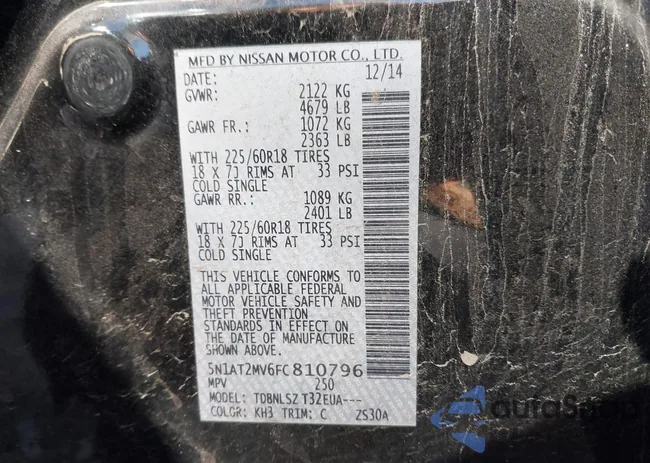 MFD BY NISSAN MOTOR CO., LTD.
DATE: 12/14
GVWR: 2122 KG
4679 LB
GAWR FR.: 1072 KG
2363 LB
WITH 225/60R18 TIRES
18 X 7J RIMS AT 33 PSI
COLD SINGLE
GAWR RR.: 1089 KG
2401 LB
WITH 225/60R18 TIRES
18 X 7J RIMS AT 33 PSI
COLD SINGLE
THIS VEHICLE CONFORMS TO
ALL APPLICABLE FEDERAL
MOTOR VEHICLE SAFETY AND
THEFT PREVENTION
STANDARDS IN EFFECT ON
THE DATE OF MANUFACTURE
SHOWN ABOVE.
5N1AT2MV6FC810796
MPV 250
MODEL: TDBNLSZ T32EUA---
COLOR: KH3 TRIM: C ZS30A
autoSnap